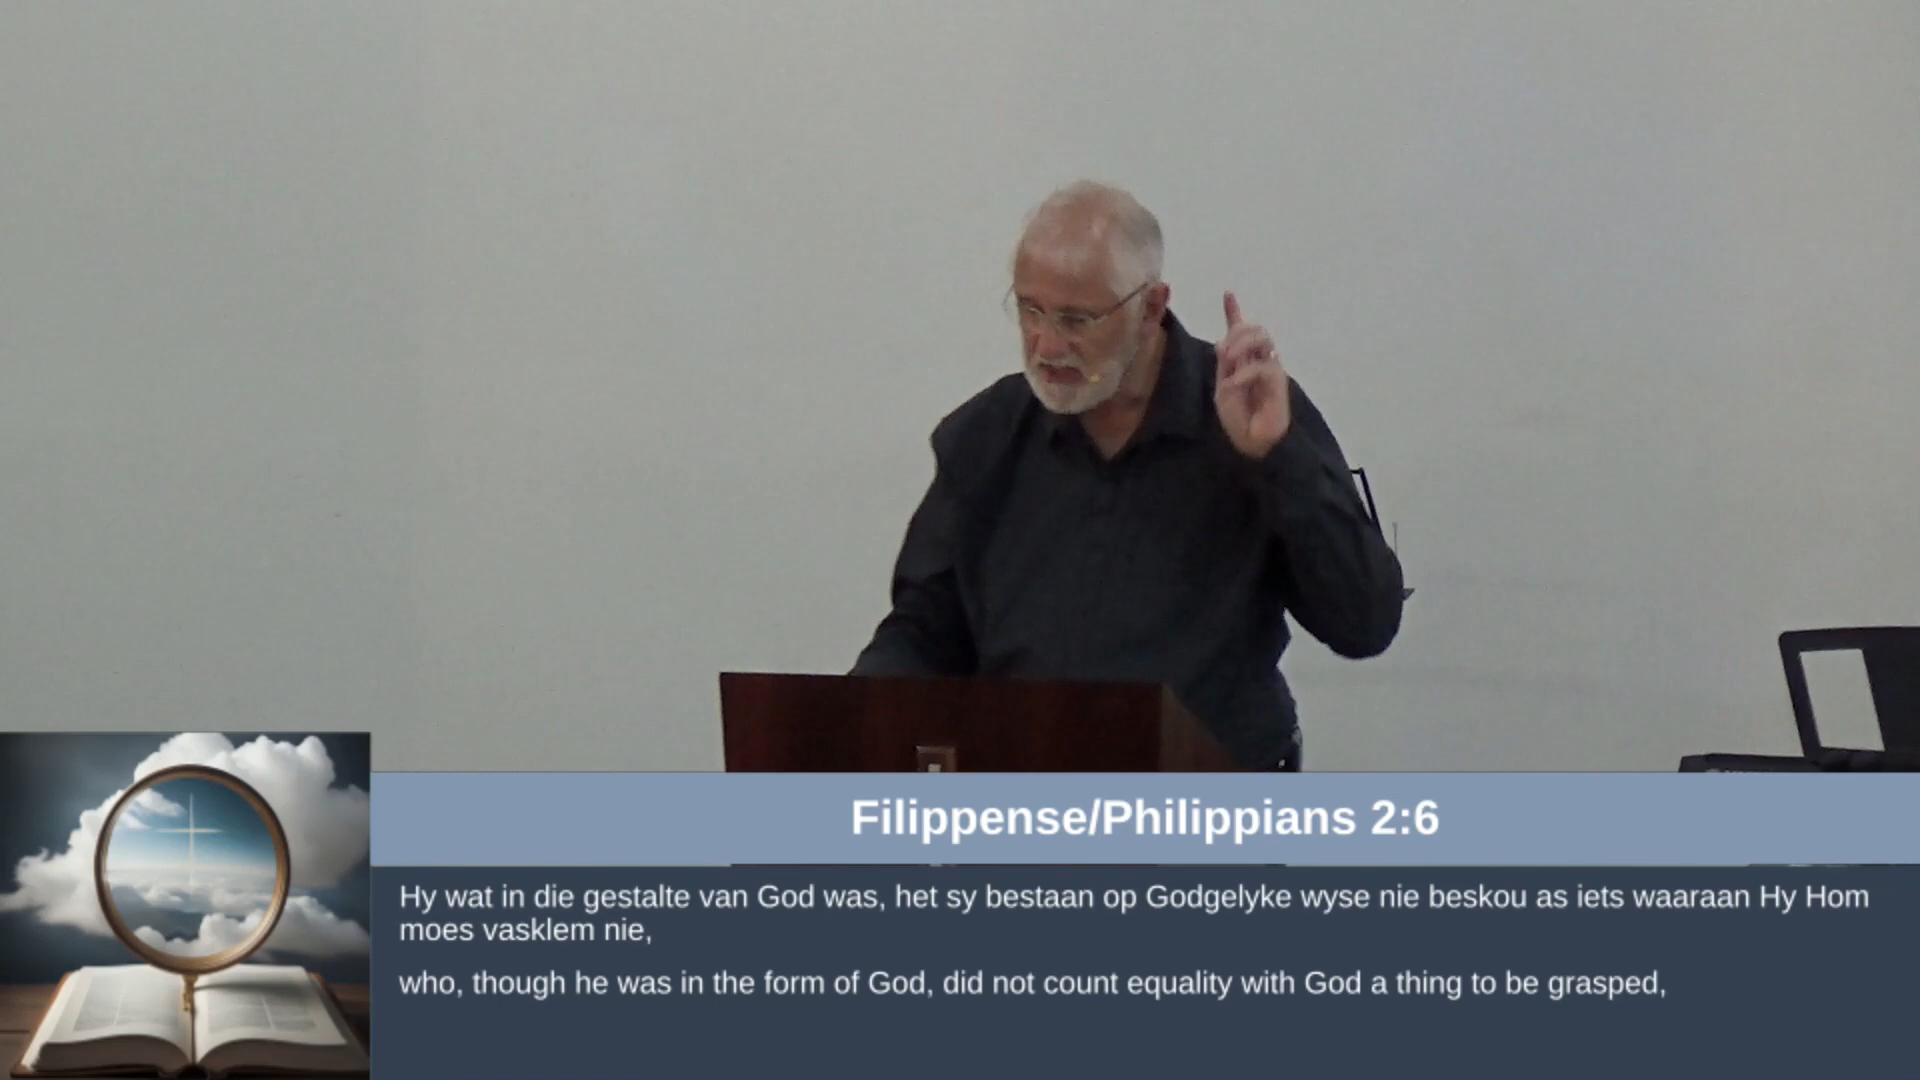 Filippense/Philippians 2:6
Hy wat in die gestalte van God was, het sy bestaan op Godgelyke wyse nie beskou as iets waaraan Hy Hom
moes vasklem nie,
who, though he was in the form of God, did not count equality with God a thing to be grasped,